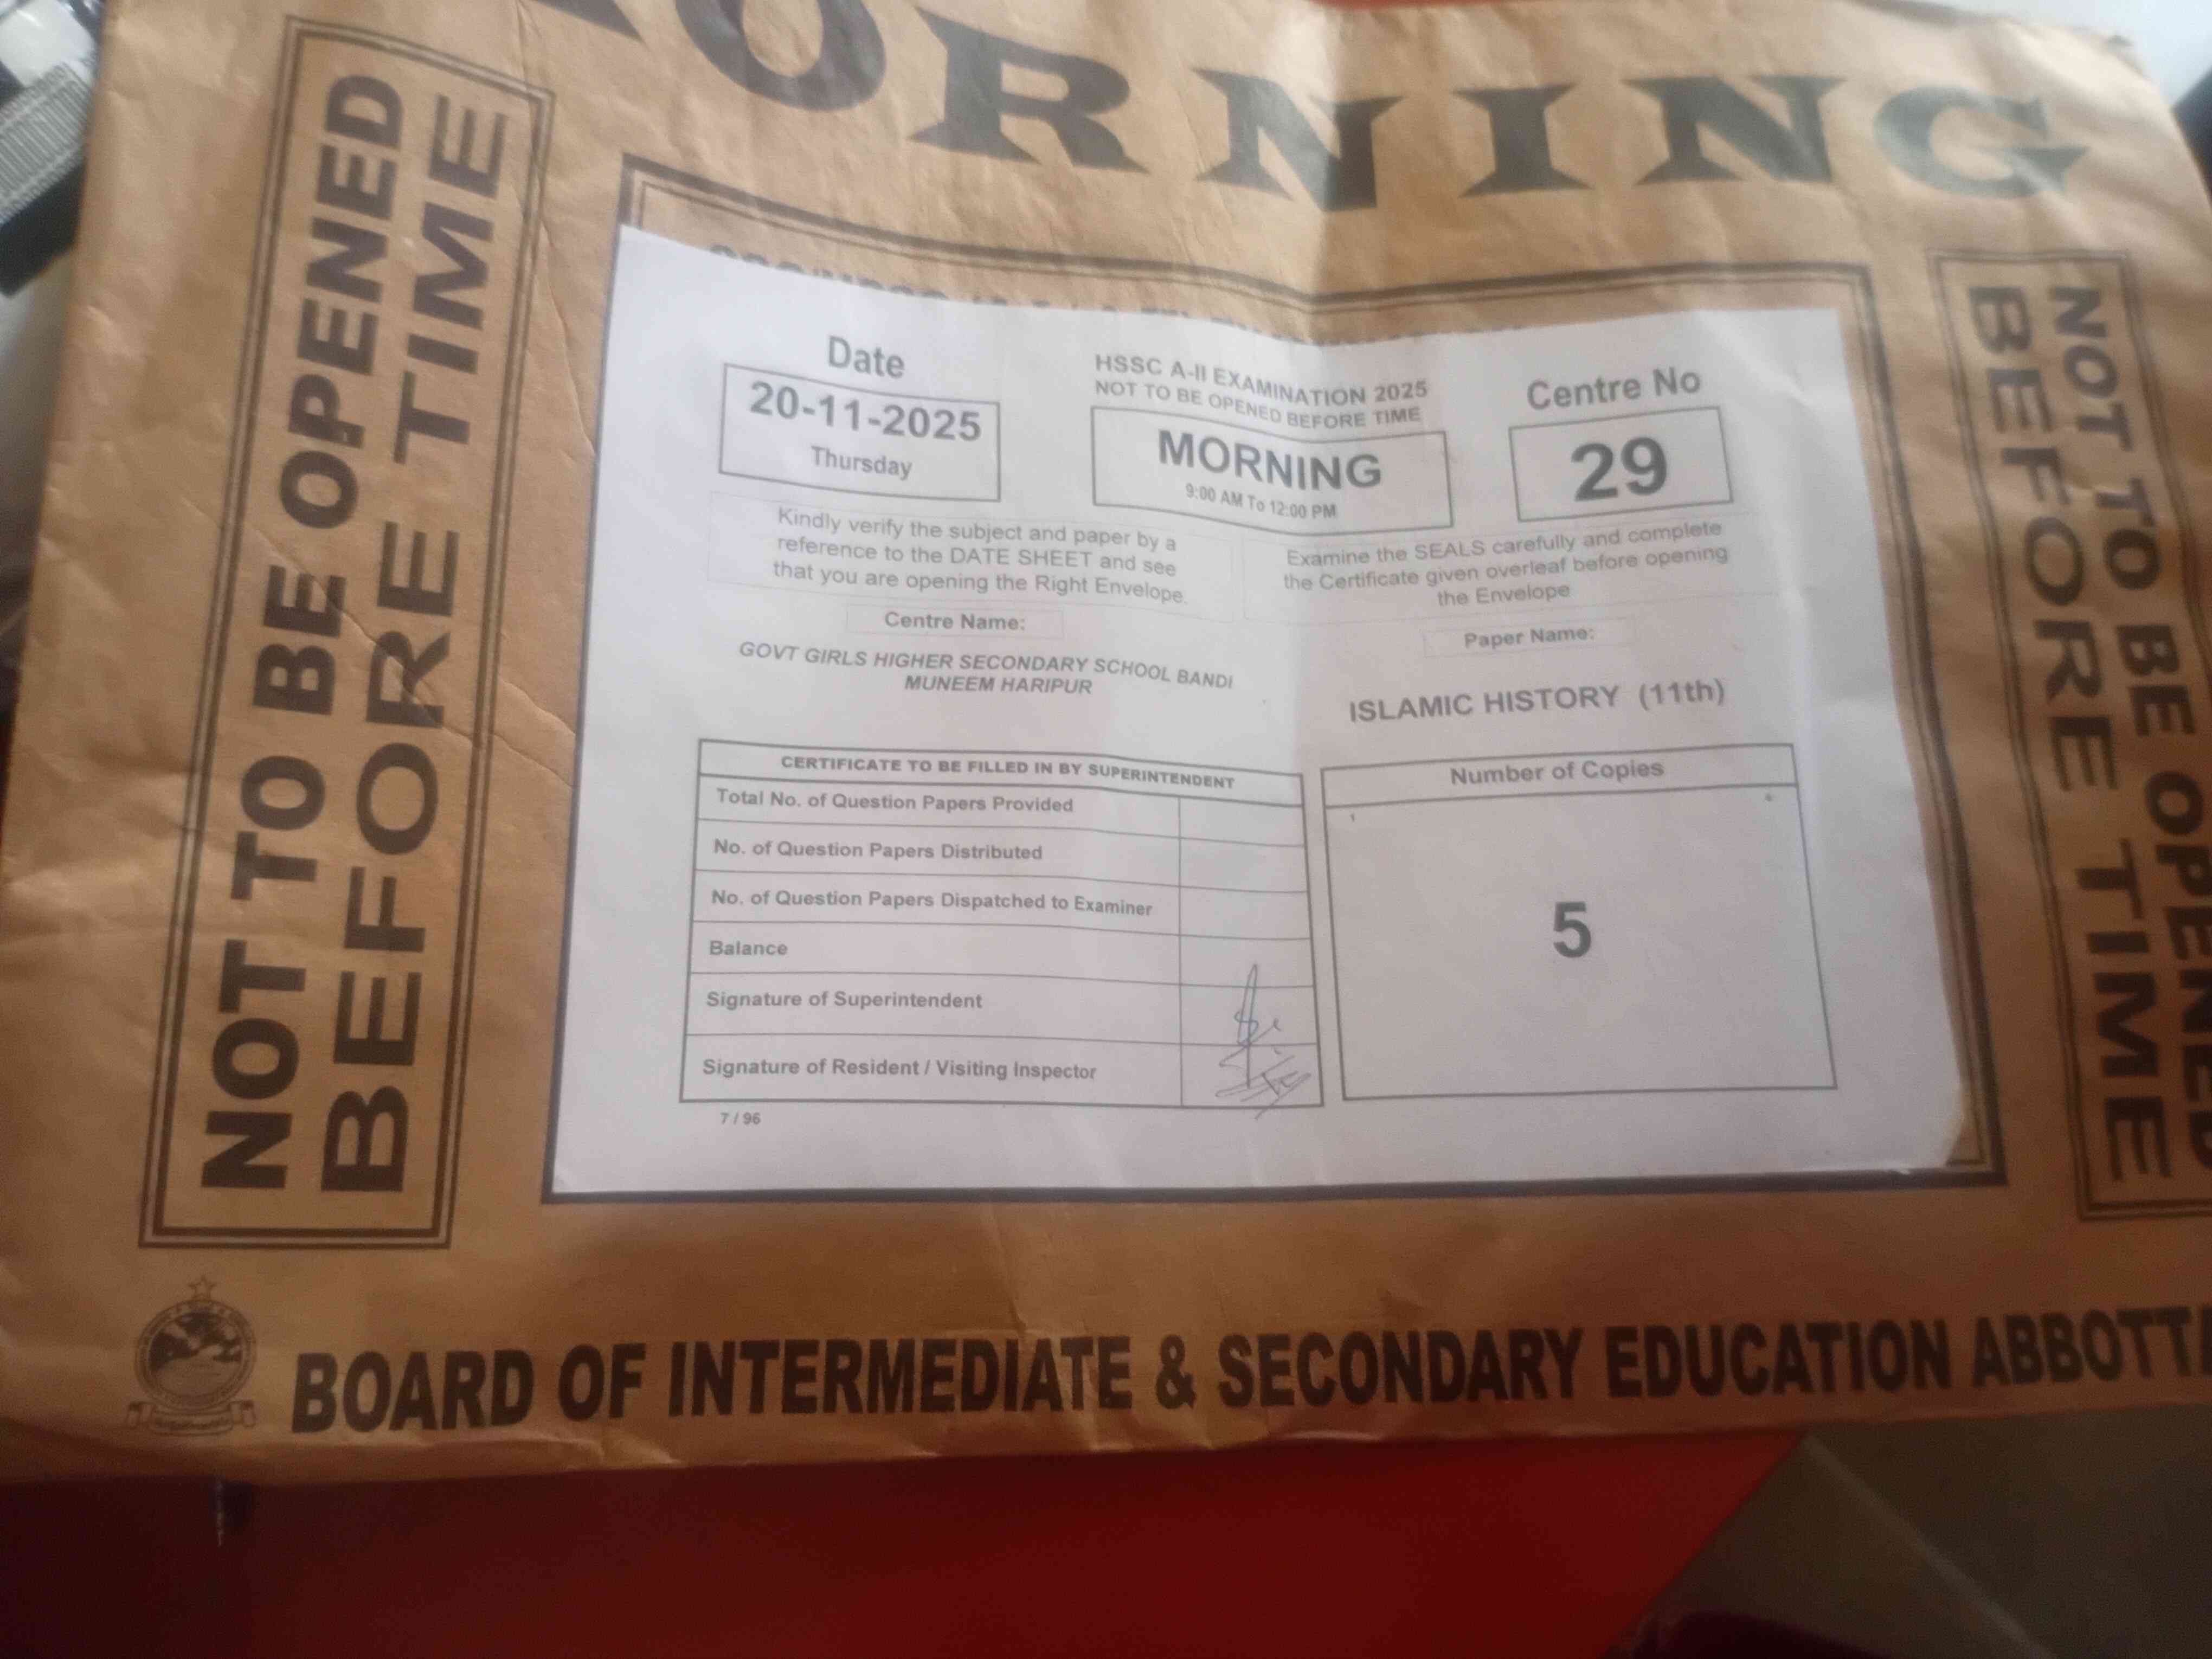 ORNING
NOT TO BE OPENED
BEFORE TIME
Date
20-11-2025
Thursday
HSSC A-II EXAMINATION 2025
NOT TO BE OPENED BEFORE TIME
MORNING
9:00 AM To 12:00 PM
Centre No
29
Kindly verify the subject and paper by a
reference to the DATE SHEET and see
that you are opening the Right Envelope.
Examine the SEALS carefully and complete
the Certificate given overleaf before opening
the Envelope
Centre Name:
GOVT GIRLS HIGHER SECONDARY SCHOOL BANDI
MUNEEM HARIPUR
Paper Name:
ISLAMIC HISTORY (11th)
CERTIFICATE TO BE FILLED IN BY SUPERINTENDENT
Total No. of Question Papers Provided
No. of Question Papers Distributed
No. of Question Papers Dispatched to Examiner
Balance
Signature of Superintendent
Signature of Resident / Visiting Inspector
7 / 96
Number of Copies
5
NOT TO BE OPENED
BEFORE TIME
BOARD OF INTERMEDIATE & SECONDARY EDUCATION ABBOTT